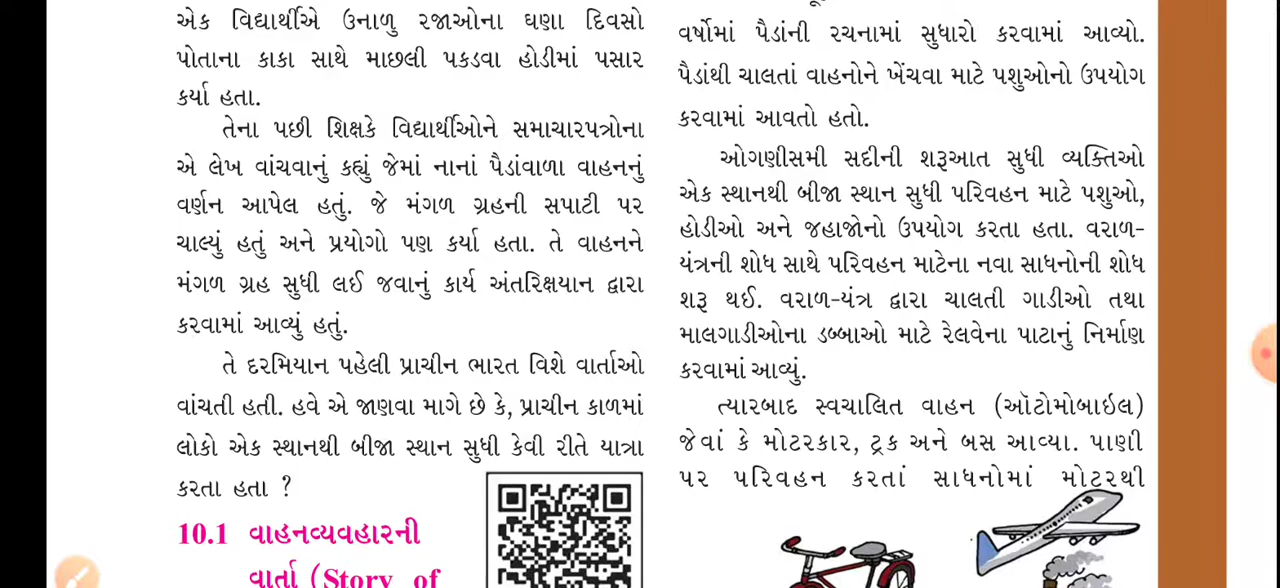 એક વિદ્યાર્થીએ ઉનાળુ રજાઓના ઘણા દિવસો
પોતાના કાકા સાથે માછલી પકડવા હોડીમાં પસાર
કર્યા હતા.
તેના પછી શિક્ષકે વિદ્યાર્થીઓને સમાચારપત્રોના
એ લેખ વાંચવાનું કહ્યું જેમાં નાનાં પૈડાંવાળા વાહનનું
વર્ણન આપેલ હતું. જે મંગળ ગ્રહની સપાટી પર
ચાલ્યું હતું અને પ્રયોગો પણ કર્યા હતા. તે વાહનને
મંગળ ગ્રહ સુધી લઈ જવાનું કાર્ય અંતરિક્ષયાન દ્વારા
કરવામાં આવ્યું હતું.
તે દરમિયાન પહેલી પ્રાચીન ભારત વિશે વાર્તાઓ
વાંચતી હતી. હવે એ જાણવા માગે છે કે, પ્રાચીન કાળમાં
લોકો એક સ્થાનથી બીજા સ્થાન સુધી કેવી રીતે યાત્રા
કરતા હતા ?
10.1 વાહનવ્યવહારની
વાર્તા (Story of
વર્ષોમાં પૈડાંની રચનામાં સુધારો કરવામાં આવ્યો.
પૈડાંથી ચાલતાં વાહનોને ખેંચવા માટે પશુઓનો ઉપયોગ
કરવામાં આવતો હતો.
ઓગણીસમી સદીની શરૂઆત સુધી વ્યક્તિઓ
એક સ્થાનથી બીજા સ્થાન સુધી પરિવહન માટે પશુઓ,
હોડીઓ અને જહાજોનો ઉપયોગ કરતા હતા. વરાળ-
યંત્રની શોધ સાથે પરિવહન માટેના નવા સાધનોની શોધ
શરૂ થઈ. વરાળ-યંત્ર દ્વારા ચાલતી ગાડીઓ તથા
માલગાડીઓના ડબ્બાઓ માટે રેલવેના પાટાનું નિર્માણ
કરવામાં આવ્યું.
ત્યારબાદ સ્વચાલિત વાહન (ઑટોમોબાઇલ)
જેવાં કે મોટરકાર, ટ્રક અને બસ આવ્યા. પાણી
પર પરિવહન કરતાં સાધનોમાં મોટરથી